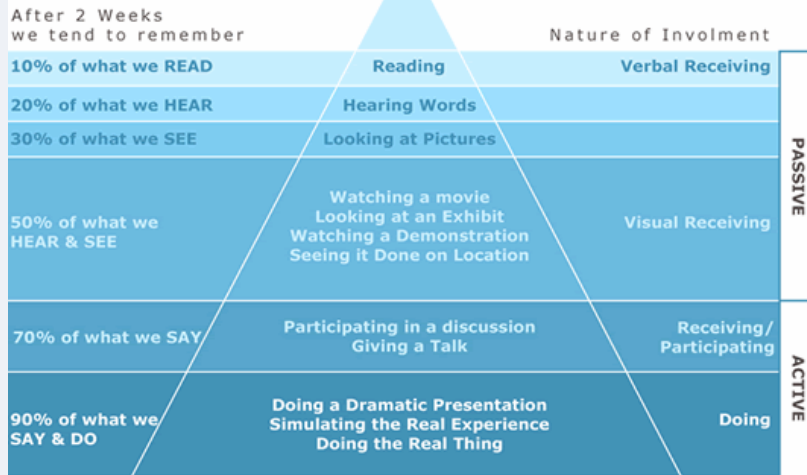 After 2 Weeks
we tend to remember
Nature of Involment
10% of what we READ
Reading
Verbal Receiving
20% of what we HEAR
Hearing Words
30% of what we SEE
Looking at Pictures
50% of what we
HEAR & SEE
Watching a movie
Looking at an Exhibit
Watching a Demonstration
Seeing it Done on Location
Visual Receiving
PASSIVE
70% of what we SAY
Participating in a discussion
Giving a Talk
Receiving/
Participating
90% of what we
SAY & DO
Doing a Dramatic Presentation
Simulating the Real Experience
Doing the Real Thing
Doing
ACTIVE